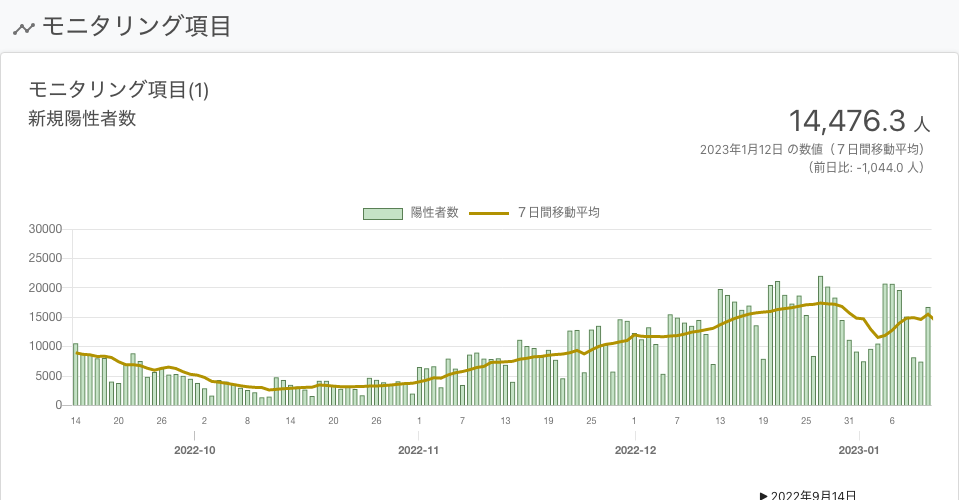 モニタリング項目
モニタリング項目(1)
新規陽性者数
14,476.3 人
2023年1月12日 の数値（７日間移動平均）
（前日比: -1,044.0 人）
陽性者数 ７日間移動平均
30000
25000
20000
15000
10000
5000
0
14 20 26 2 8 14 20 26 1 7 13 19 25 1 7 13 19 25 31 6
2022-10 2022-11 2022-12 2023-01
▶ 2022年9月14日